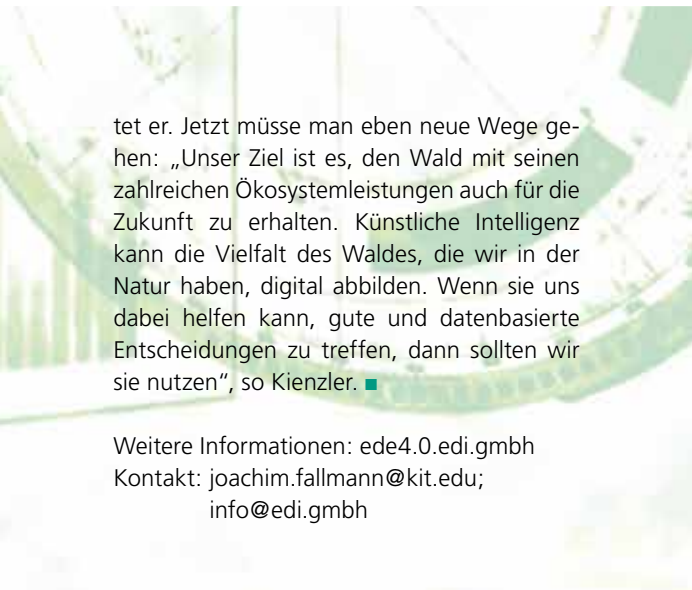 tet er. Jetzt müsse man eben neue Wege ge-
hen: „Unser Ziel ist es, den Wald mit seinen
zahlreichen Ökosystemleistungen auch für die
Zukunft zu erhalten. Künstliche Intelligenz
kann die Vielfalt des Waldes, die wir in der
Natur haben, digital abbilden. Wenn sie uns
dabei helfen kann, gute und datenbasierte
Entscheidungen zu treffen, dann sollten wir
sie nutzen“, so Kienzler. ■
Weitere Informationen: ede4.0.edi.gmbh
Kontakt: joachim.fallmann@kit.edu;
info@edi.gmbh